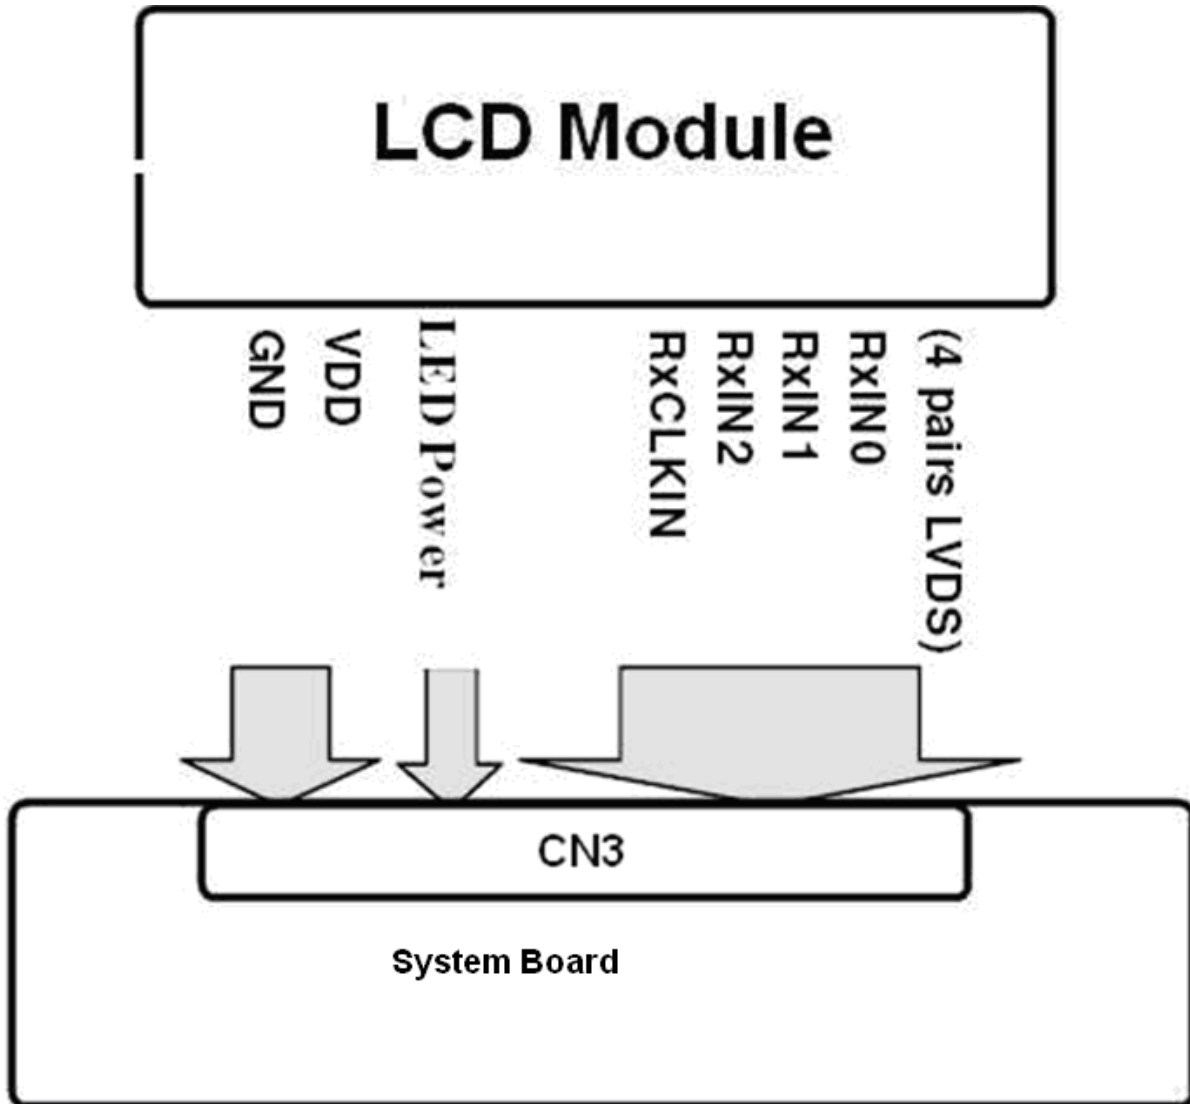 LCD Module
GND
VDD
LED Power
RxCLKIN
RxIN2
RxIN1
RxIN0
(4 pairs LVDS)
CN3
System Board